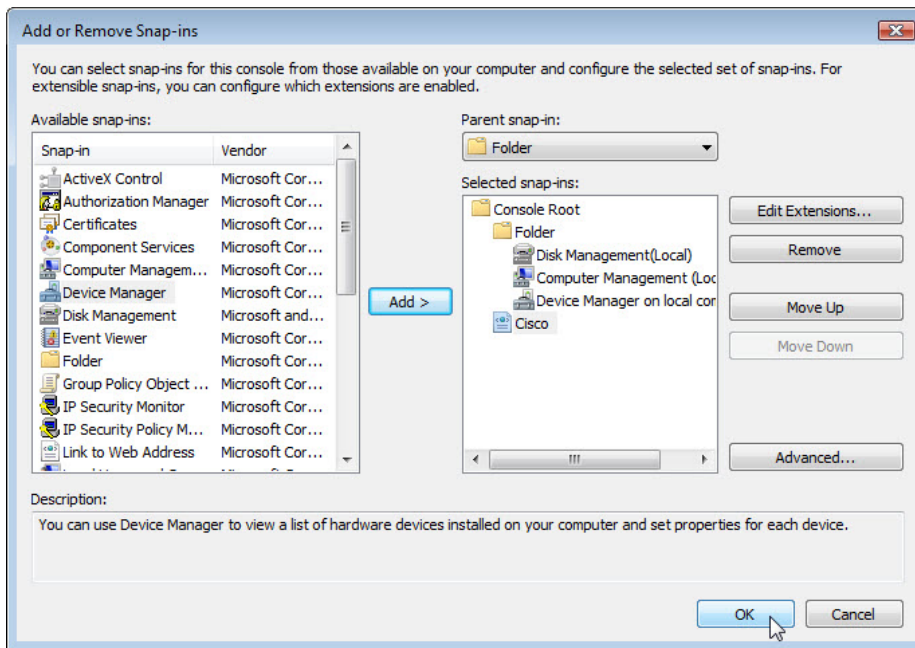 Add or Remove Snap-ins
You can select snap-ins for this console from those available on your computer and configure the selected set of snap-ins. For
extensible snap-ins, you can configure which extensions are enabled.
Available snap-ins:
Snap-in Vendor
ActiveX Control Microsoft Cor...
Authorization Manager Microsoft Cor...
Certificates Microsoft Cor...
Component Services Microsoft Cor...
Computer Managem... Microsoft Cor...
Device Manager Microsoft Cor...
Disk Management Microsoft and...
Event Viewer Microsoft Cor...
Folder Microsoft Cor...
Group Policy Object ... Microsoft Cor...
IP Security Monitor Microsoft Cor...
IP Security Policy M... Microsoft Cor...
Link to Web Address Microsoft Cor...
Add >
Parent snap-in:
Folder
Selected snap-ins:
Console Root
Folder
Disk Management(Local)
Computer Management (Loc
Device Manager on local cor
Cisco
Edit Extensions...
Remove
Move Up
Move Down
Advanced...
Description:
You can use Device Manager to view a list of hardware devices installed on your computer and set properties for each device.
OK
Cancel